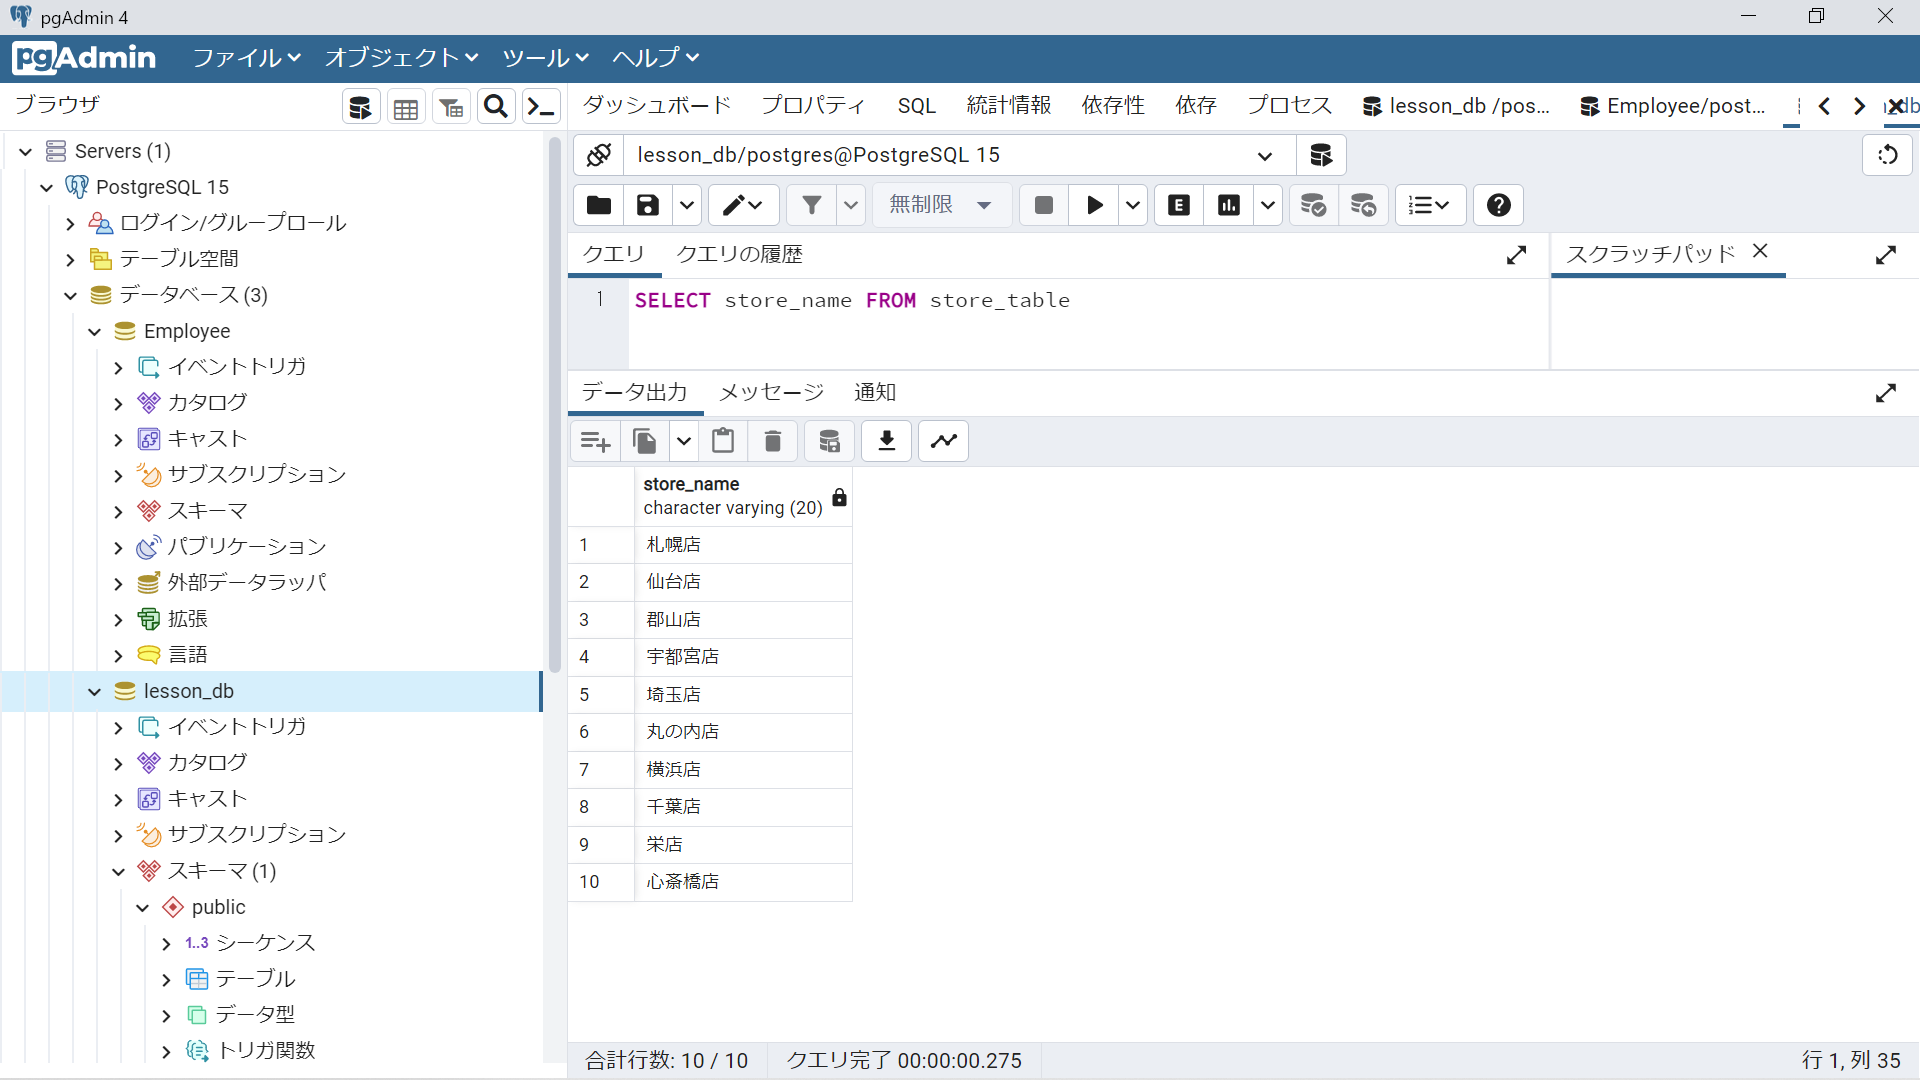 pgAdmin 4
pgAdmin ファイル オブジェクト ツール ヘルプ
ブラウザ
ダッシュボード プロパティ SQL 統計情報 依存性 依存 プロセス lesson_db /pos... Employee/post...
Servers (1)
PostgreSQL 15
ログイン/グループロール
テーブル空間
データベース (3)
Employee
イベントトリガ
カタログ
キャスト
サブスクリプション
スキーマ
パブリケーション
外部データラッパ
拡張
言語
lesson_db
イベントトリガ
カタログ
キャスト
サブスクリプション
スキーマ (1)
public
1..3 シーケンス
テーブル
データ型
トリガ関数
lesson_db/postgres@PostgreSQL 15
無制限
E
クエリ クエリの履歴
スクラッチパッド
1 SELECT store_name FROM store_table
データ出力 メッセージ 通知
store_name
character varying (20)
1 札幌店
2 仙台店
3 郡山店
4 宇都宮店
5 埼玉店
6 丸の内店
7 横浜店
8 千葉店
9 栄店
10 心斎橋店
合計行数: 10 / 10 クエリ完了 00:00:00.275 行 1, 列 35